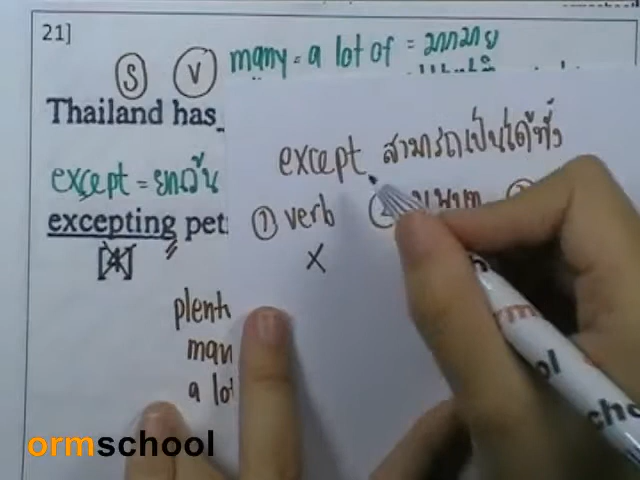 21]
S V many = a lot of = มากมาย
Thailand has
except = ยกเว้น
excepting pet
[4]
plent
man
a lot
except สามารถเป็นได้ทั้ง
① verb ②
X
ormschool